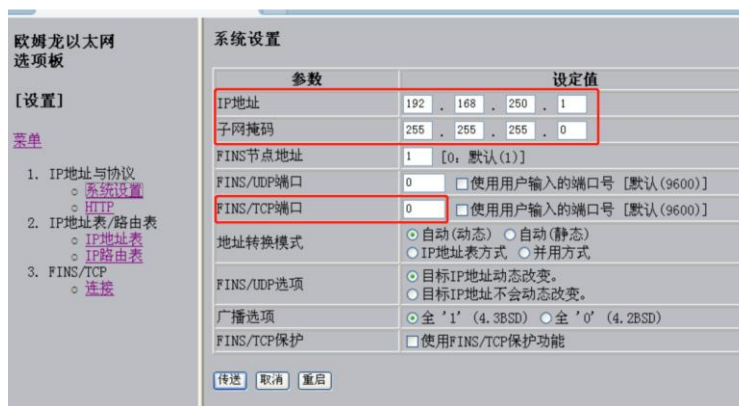 欧姆龙以太网
选项板
[设置]
菜单
1. IP地址与协议
系统设置
HTTP
2. IP地址表/路由表
IP地址表
IP路由表
3. FINS/TCP
连接
系统设置
参数 设定值
IP地址 192 . 168 . 250 . 1
子网掩码 255 . 255 . 255 . 0
FINS节点地址 1 [0: 默认(1)]
FINS/UDP端口 0 使用用户输入的端口号 [默认(9600)]
FINS/TCP端口 0 使用用户输入的端口号 [默认(9600)]
地址转换模式 自动(动态) 自动(静态)
IP地址表方式 并用方式
FINS/UDP选项 目标IP地址动态改变。
目标IP地址不会动态改变。
广播选项 全 '1' (4.3BSD) 全 '0' (4.2BSD)
FINS/TCP保护 使用FINS/TCP保护功能
传送 取消 重启